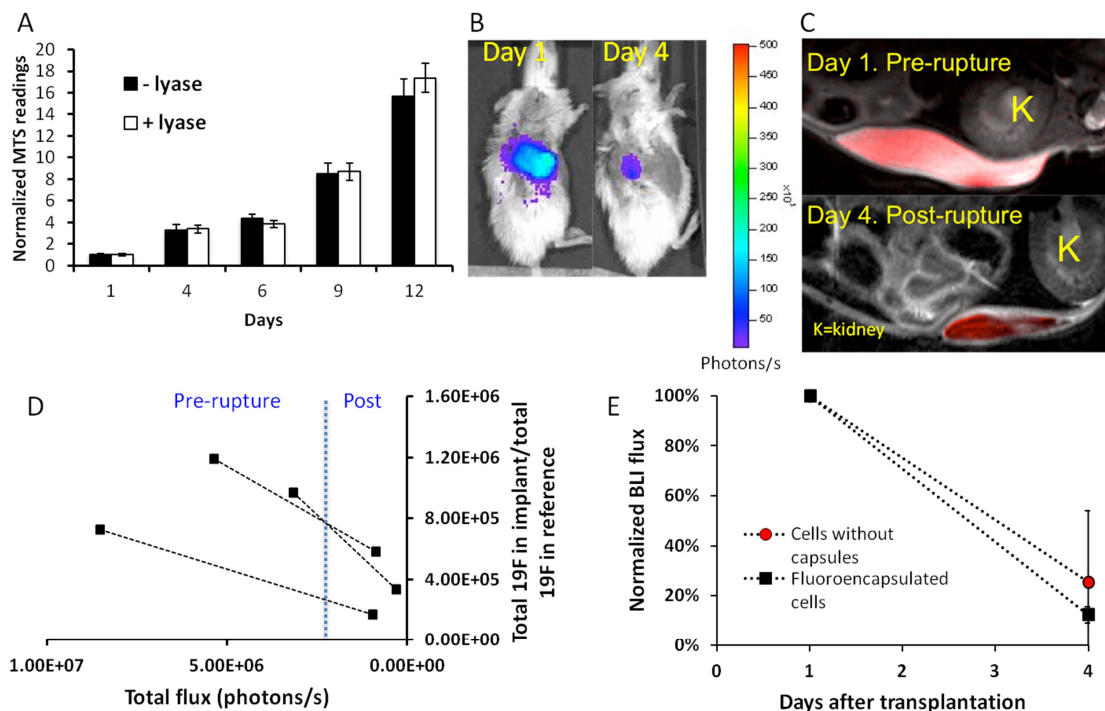 A
20
18
16
14
12
10
8
6
4
2
0
Normalized MTS readings
- lyase
+ lyase
1 4 6 9 12
Days
B
Day 1 Day 4
500
450
400
350
300
250
200
150
100
50
×10³
Photons/s
C
Day 1. Pre-rupture
K
Day 4. Post-rupture
K
K=kidney
D
Pre-rupture Post
1.60E+06
1.20E+06
8.00E+05
4.00E+05
0.00E+00
Total 19F in implant/total
19F in reference
1.00E+07 5.00E+06 0.00E+00
Total flux (photons/s)
E
100%
80%
60%
40%
20%
0%
Normalized BLI flux
Cells without
capsules
Fluoroencapsulated
cells
0 1 2 3 4
Days after transplantation